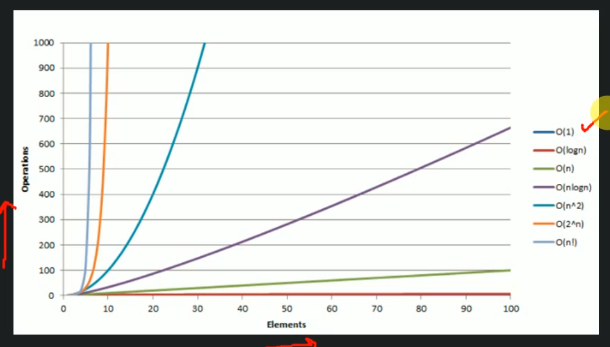 1000
900
800
700
600
500
400
300
200
100
0
Operations
0 10 20 30 40 50 60 70 80 90 100
Elements
O(1)
O(logn)
O(n)
O(nlogn)
O(n^2)
O(2^n)
O(n!)